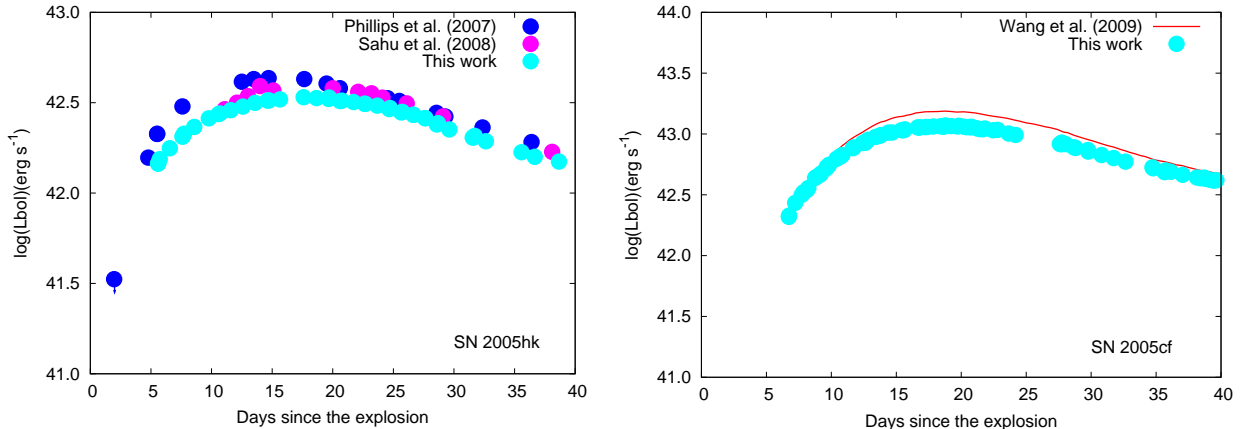 43.0
42.5
42.0
41.5
41.0
log(Lbol)(erg s-1)
Phillips et al. (2007)
Sahu et al. (2008)
This work
SN 2005hk
0 5 10 15 20 25 30 35 40
Days since the explosion
44.0
43.5
43.0
42.5
42.0
41.5
41.0
log(Lbol)(erg s-1)
Wang et al. (2009)
This work
SN 2005cf
0 5 10 15 20 25 30 35 40
Days since the explosion